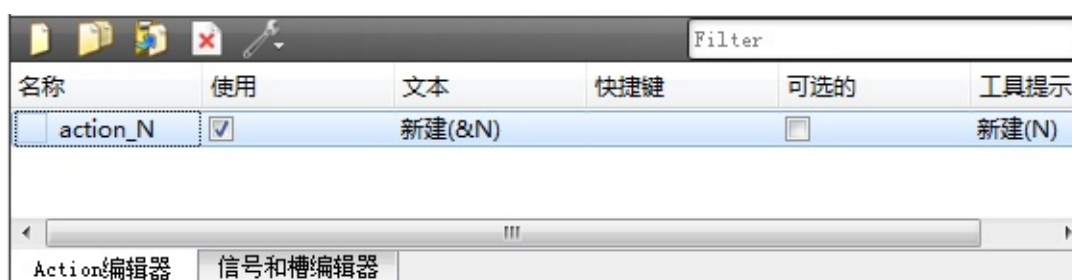 Filter
名称 使用 文本 快捷键 可选的 工具提示
action_N 新建(&N) 新建(N)
Action编辑器 信号和槽编辑器